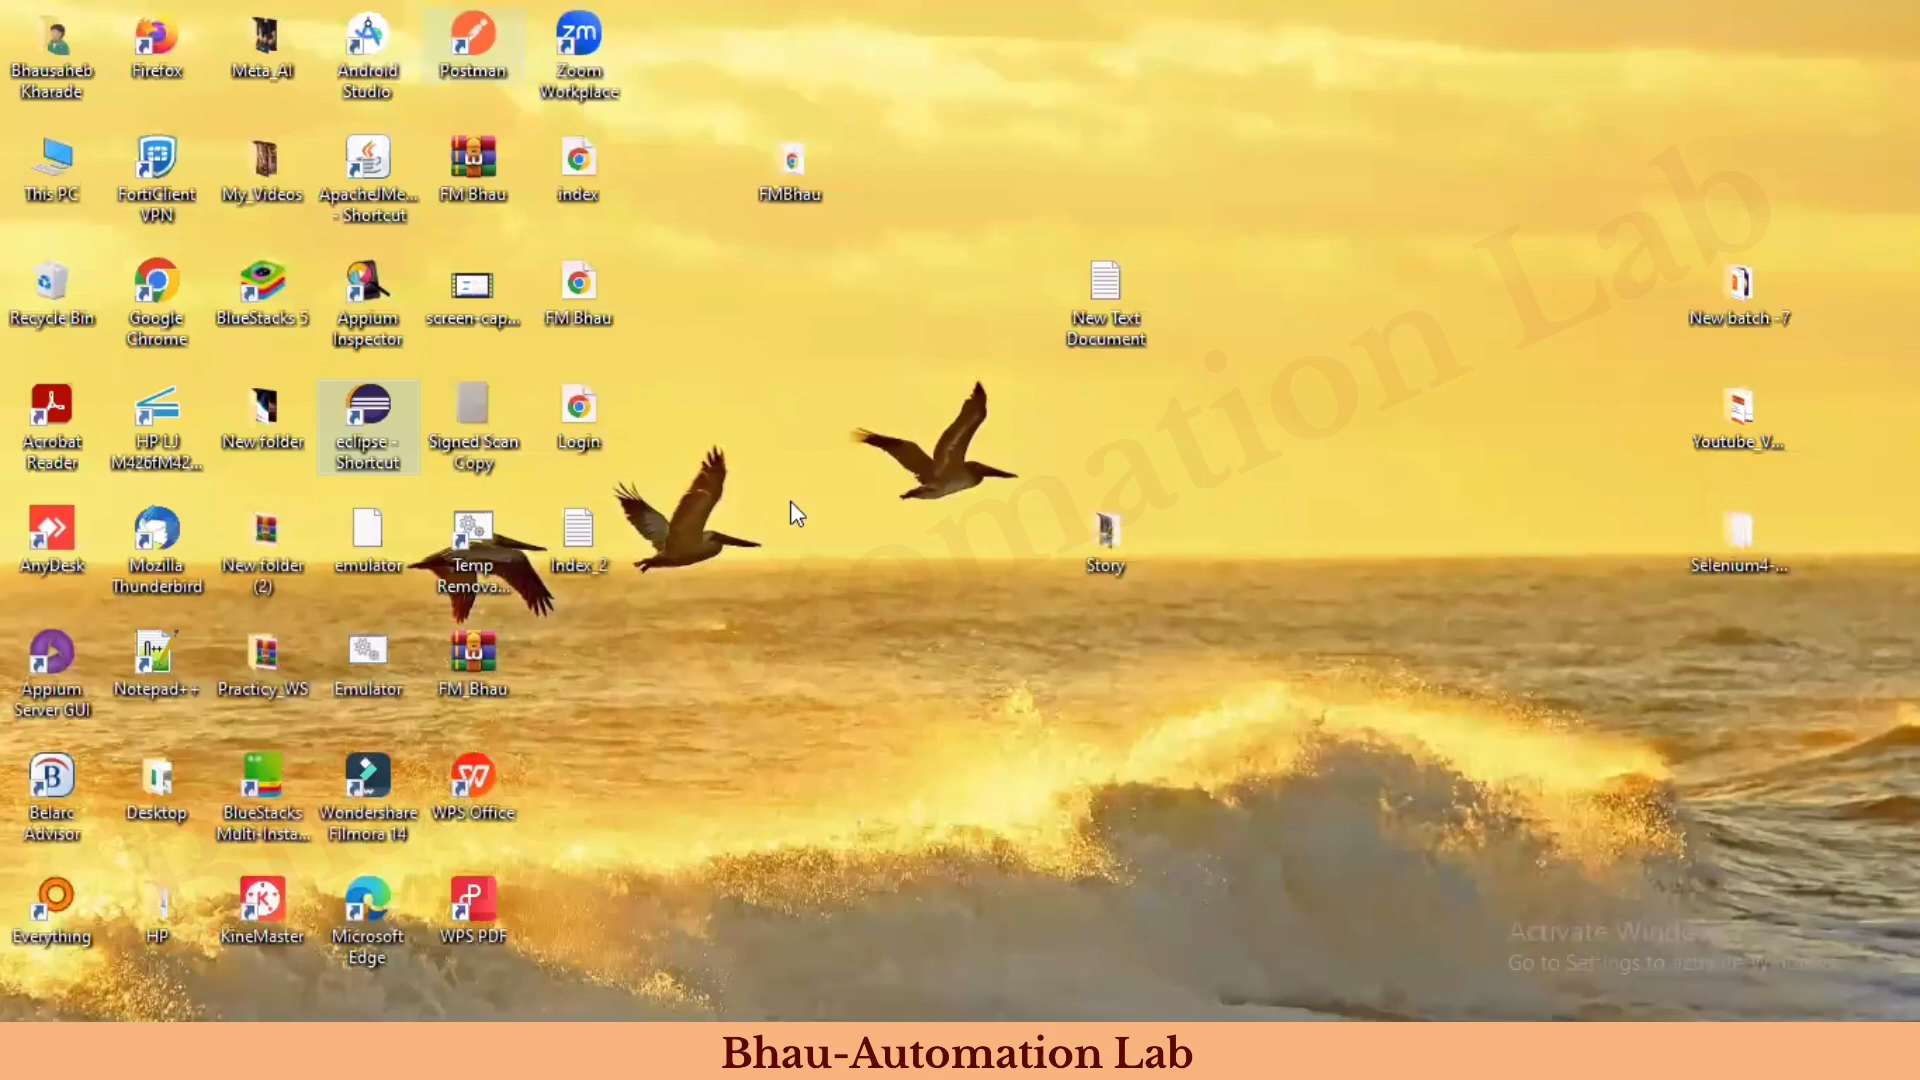 Bhausaheb
Kharade
Firefox
Meta_AI
Android
Studio
Postman
Zoom
Workplace
This PC
FortiClient
VPN
My_Videos
ApacheJMe...
- Shortcut
FM Bhau
index
FMBhau
Recycle Bin
Google
Chrome
BlueStacks 5
Appium
Inspector
screen-cap...
FM Bhau
New Text
Document
New batch -7
Acrobat
Reader
HP LJ
M426fM42...
New folder
eclipse -
Shortcut
Signed Scan
Copy
Login
Youtube_V...
AnyDesk
Mozilla
Thunderbird
New folder
(2)
emulator
Temp
Remova...
Index_2
Story
Selenium4-...
Appium
Server GUI
Notepad++
Practicy_WS
Emulator
FM_Bhau
Belarc
Advisor
Desktop
BlueStacks
Multi-Insta...
Wondershare
Filmora 14
WPS Office
Everything
HP
KineMaster
Microsoft
Edge
WPS PDF
Activate Windows
Go to Settings to activate Windows.
Automation Lab
Bhau-Automation Lab